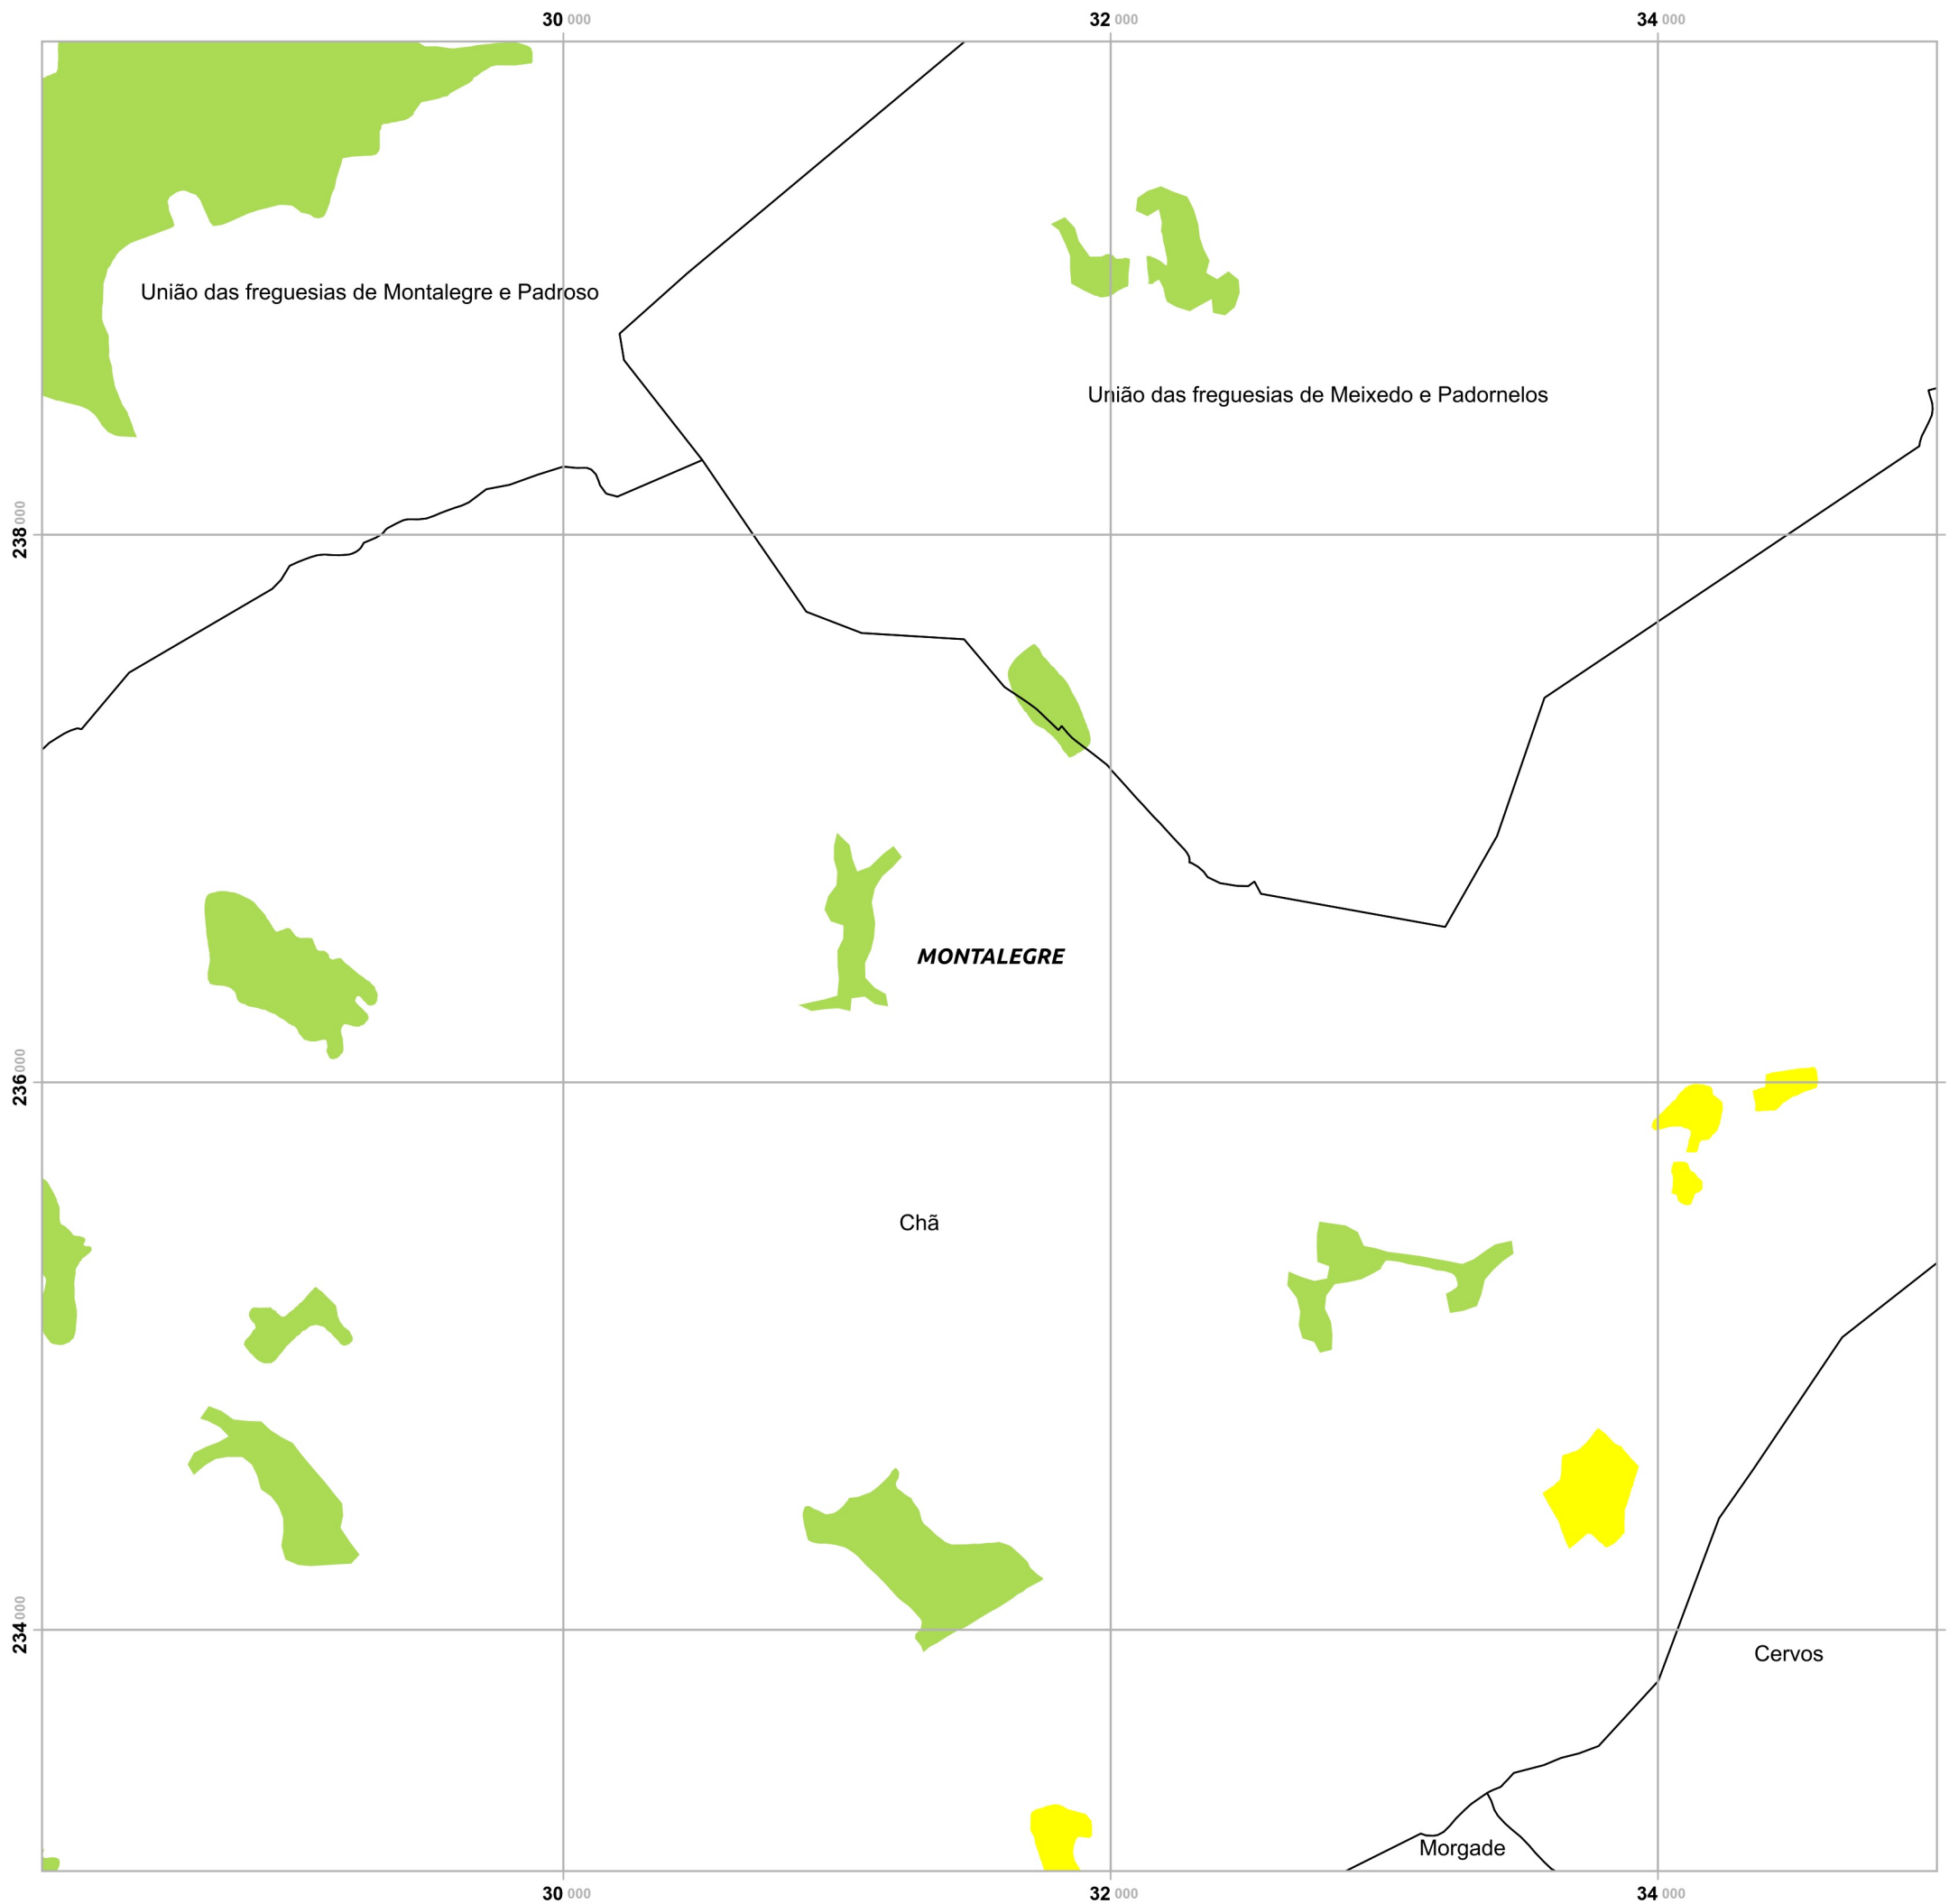 30 000
32 000
34 000
União das freguesias de Montalegre e Padroso
União das freguesias de Meixedo e Padornelos
238 000
MONTALEGRE
236 000
Chã
234 000
Cervos
Morgade
30 000
32 000
34 000